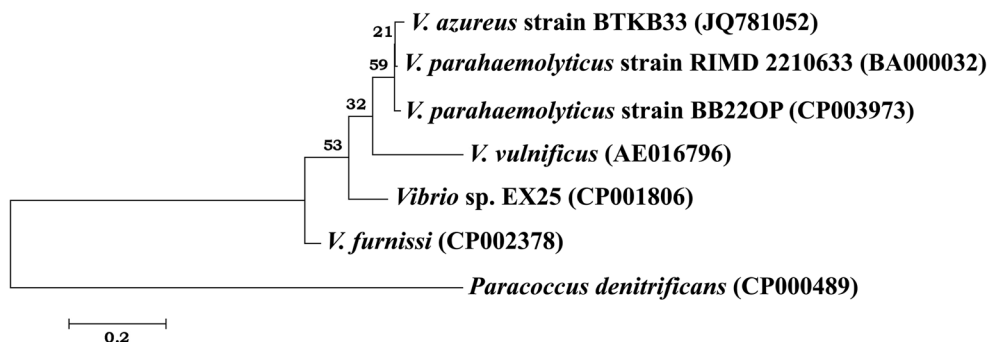 21
V. azureus strain BTKB33 (JQ781052)
59
V. parahaemolyticus strain RIMD 2210633 (BA000032)
32
V. parahaemolyticus strain BB22OP (CP003973)
53
V. vulnificus (AE016796)
Vibrio sp. EX25 (CP001806)
V. furnissi (CP002378)
Paracoccus denitrificans (CP000489)
0.2